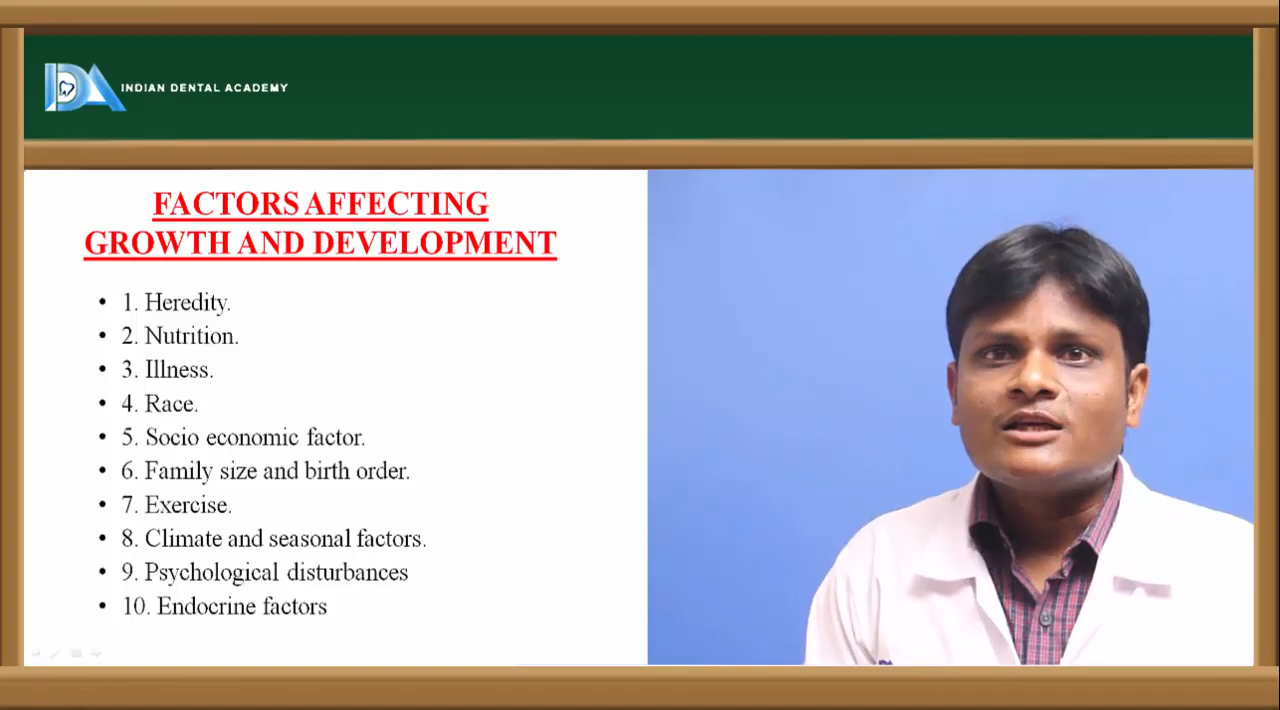 IDA INDIAN DENTAL ACADEMY
FACTORS AFFECTING
GROWTH AND DEVELOPMENT
• 1. Heredity.
• 2. Nutrition.
• 3. Illness.
• 4. Race.
• 5. Socio economic factor.
• 6. Family size and birth order.
• 7. Exercise.
• 8. Climate and seasonal factors.
• 9. Psychological disturbances
• 10. Endocrine factors